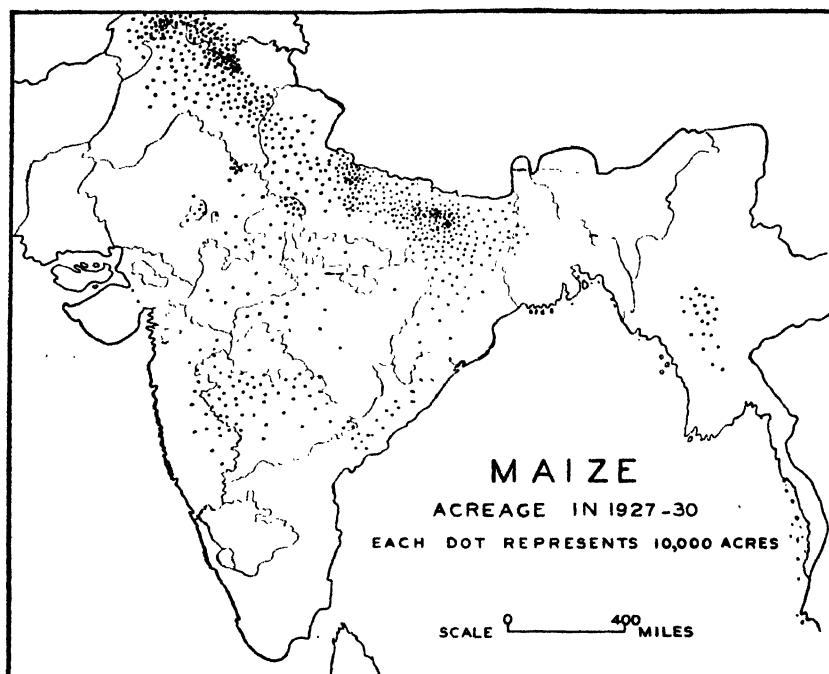 MAIZE
ACREAGE IN 1927-30
EACH DOT REPRESENTS 10,000 ACRES
0 400
SCALE MILES